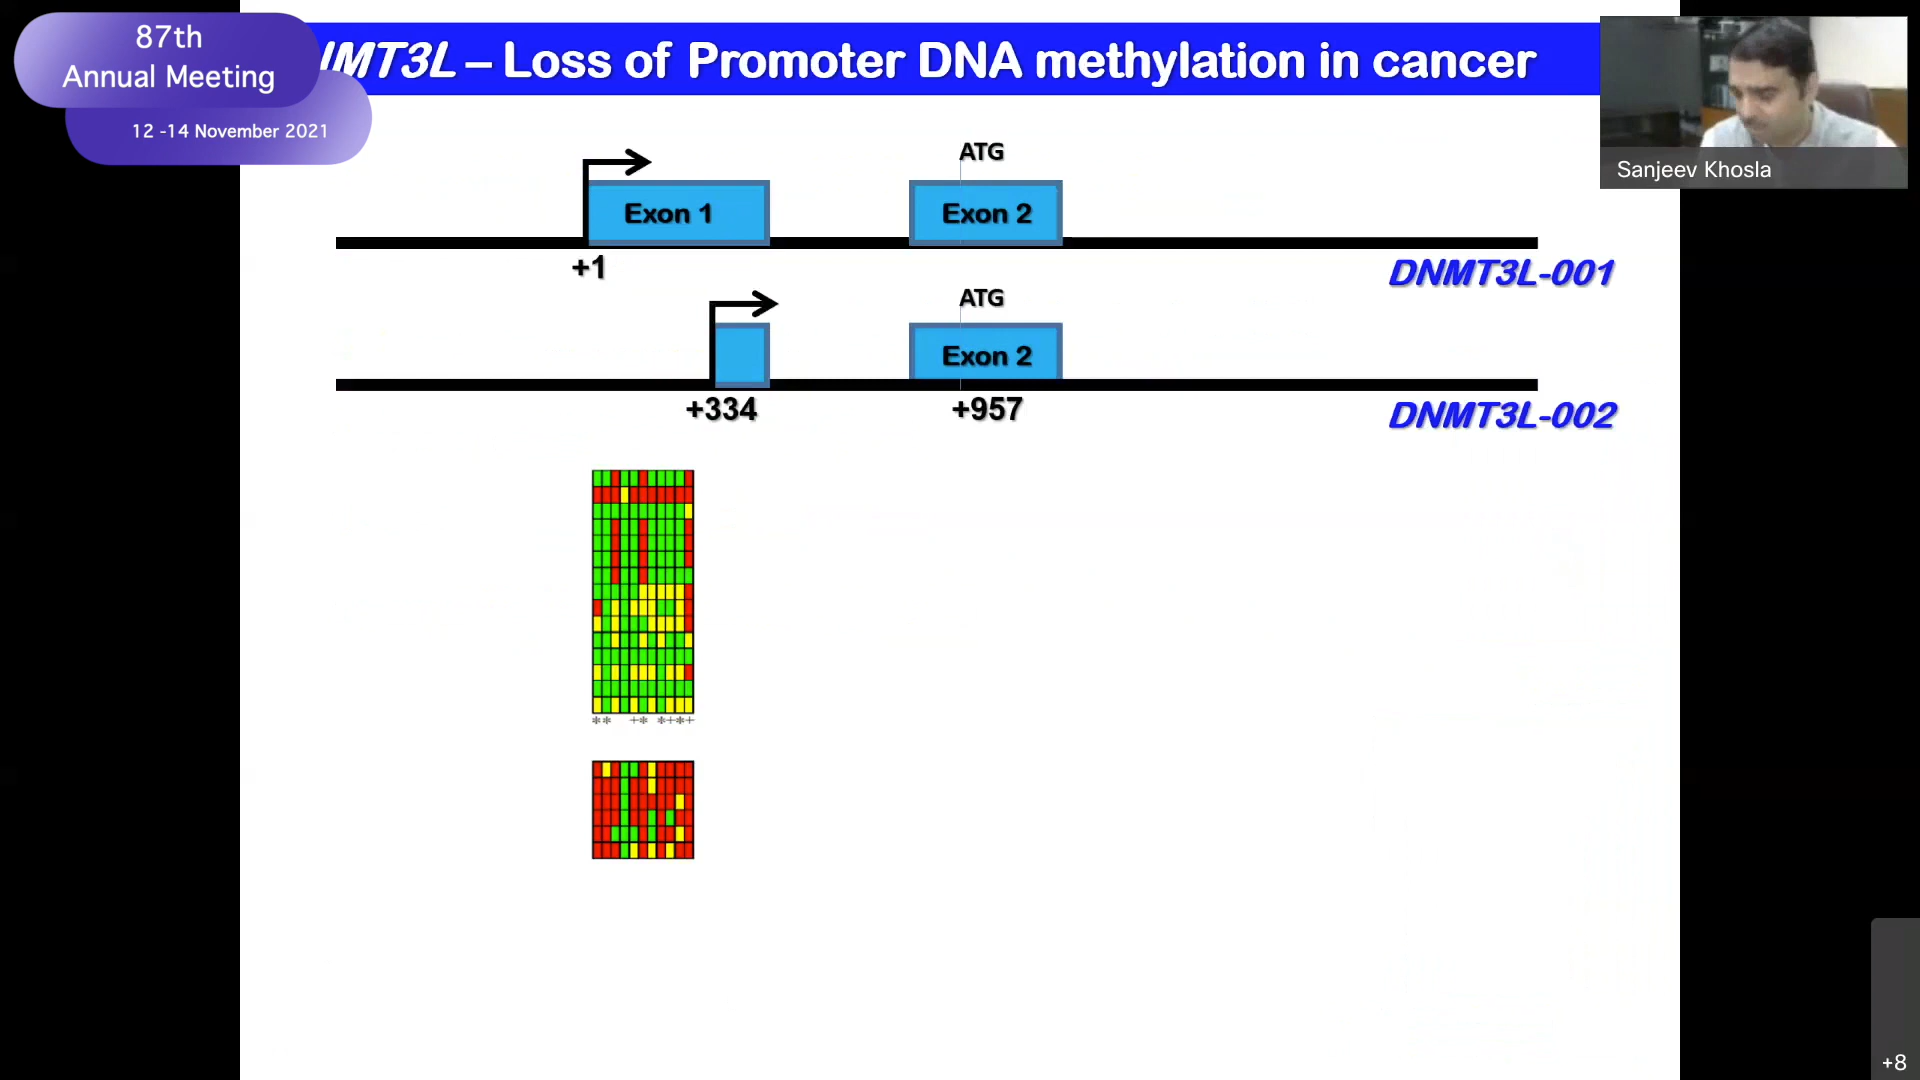 87th
Annual Meeting
12 -14 November 2021
NMT3L – Loss of Promoter DNA methylation in cancer
Sanjeev Khosla
ATG
Exon 1
Exon 2
+1
DNMT3L-001
ATG
Exon 2
+334
+957
DNMT3L-002
** +* *+*+
+8